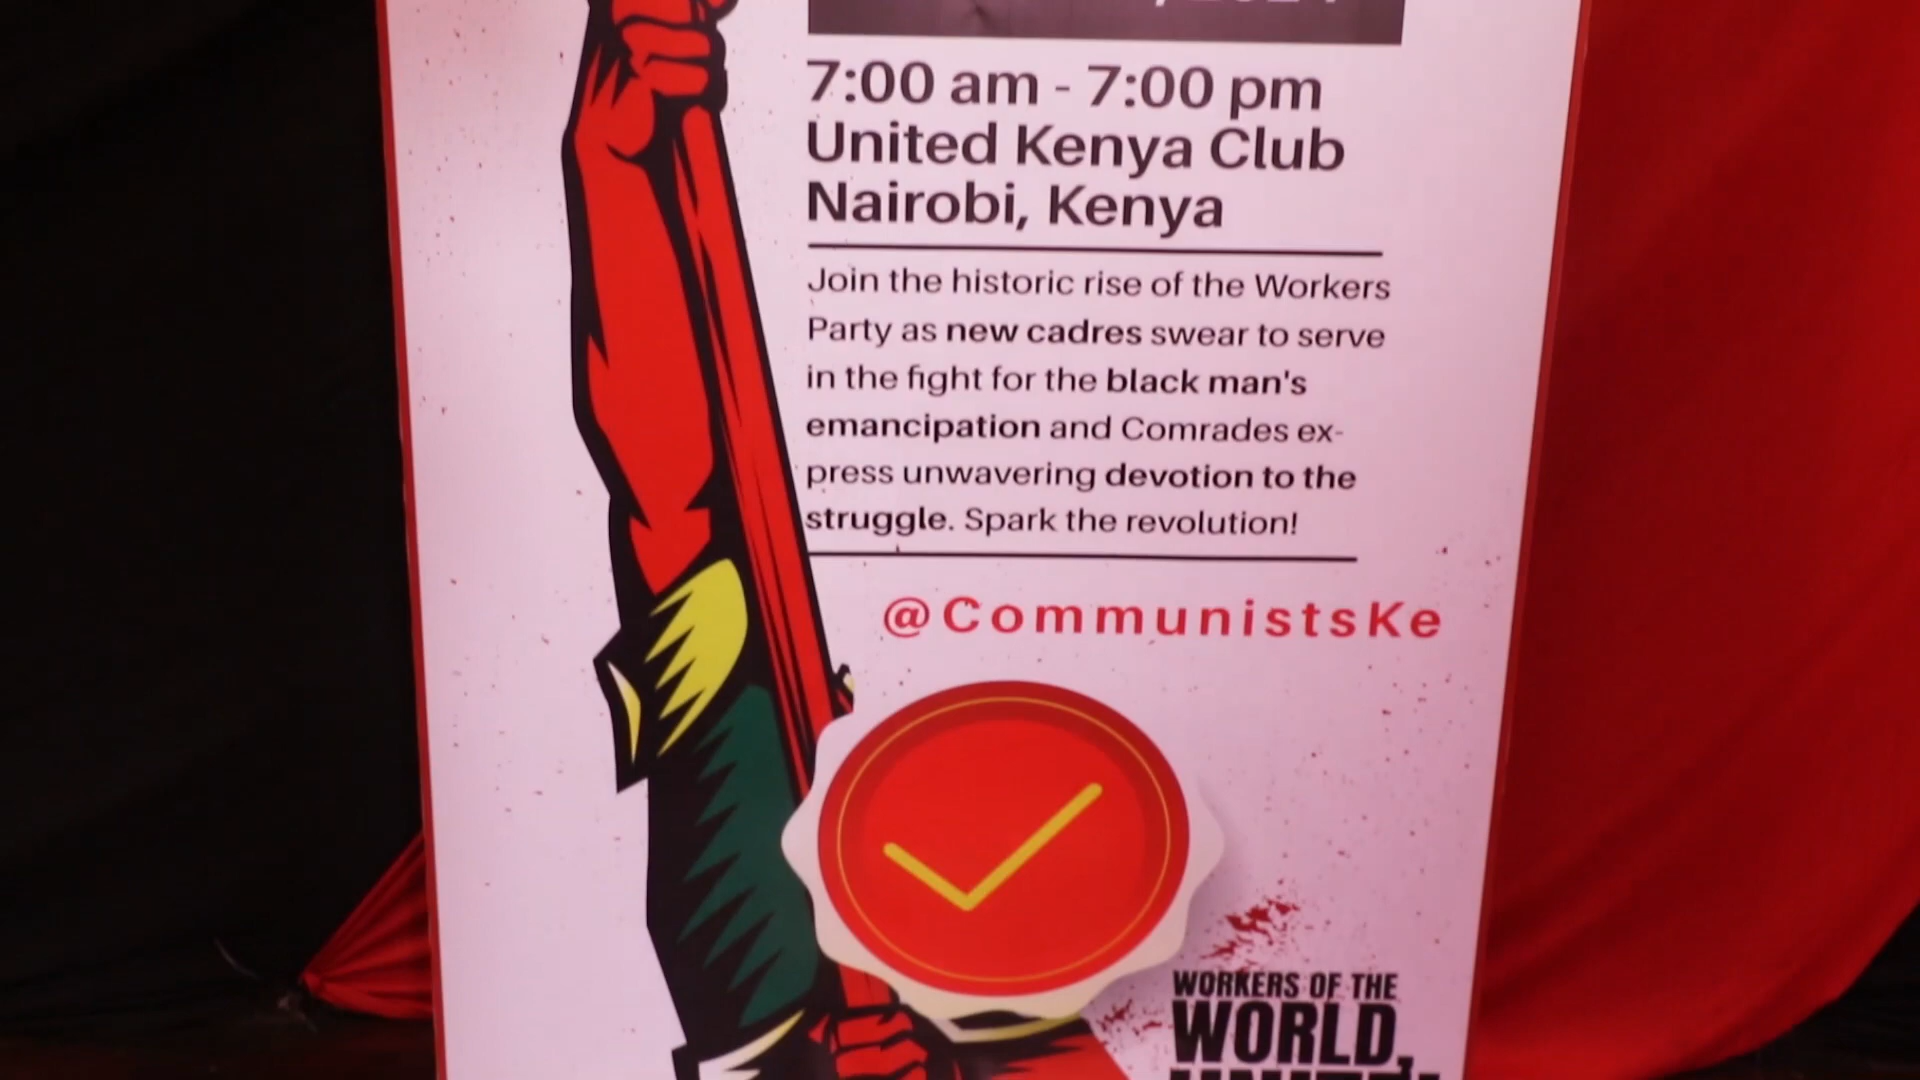 7:00 am - 7:00 pm
United Kenya Club
Nairobi, Kenya
Join the historic rise of the Workers
Party as new cadres swear to serve
in the fight for the black man's
emancipation and Comrades ex-
press unwavering devotion to the
struggle. Spark the revolution!
@CommunistsKe
WORKERS OF THE
WORLD,